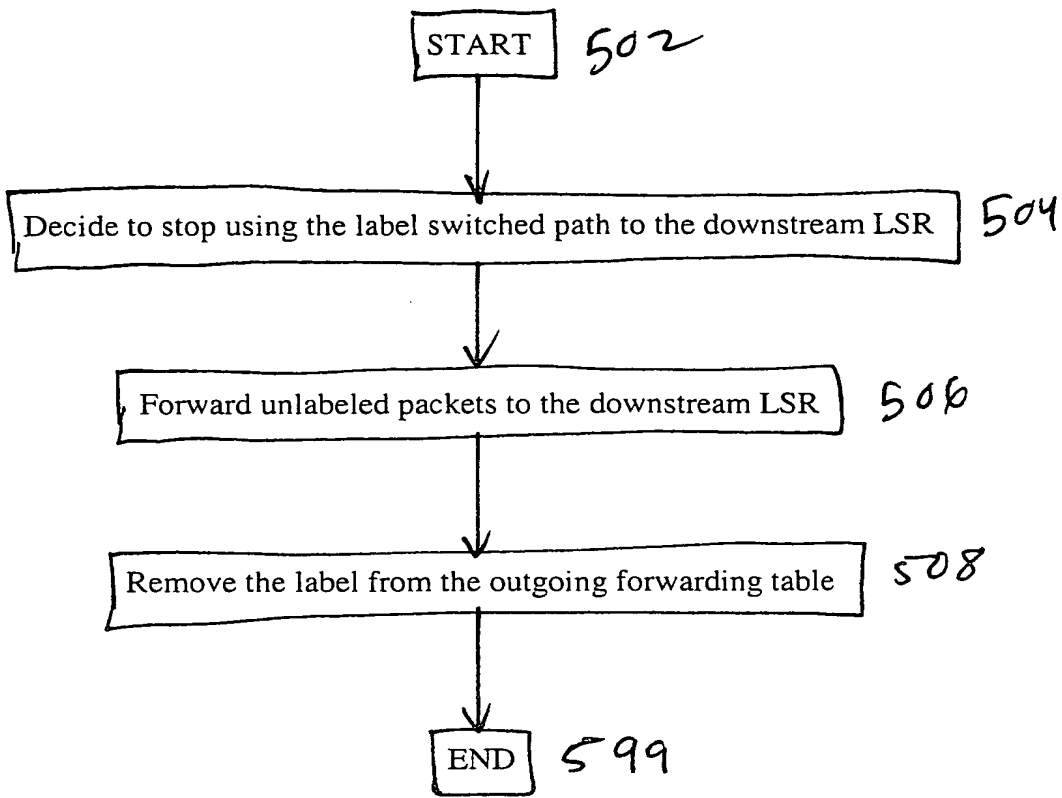 START 502
Decide to stop using the label switched path to the downstream LSR 504
Forward unlabeled packets to the downstream LSR 506
Remove the label from the outgoing forwarding table 508
END 599